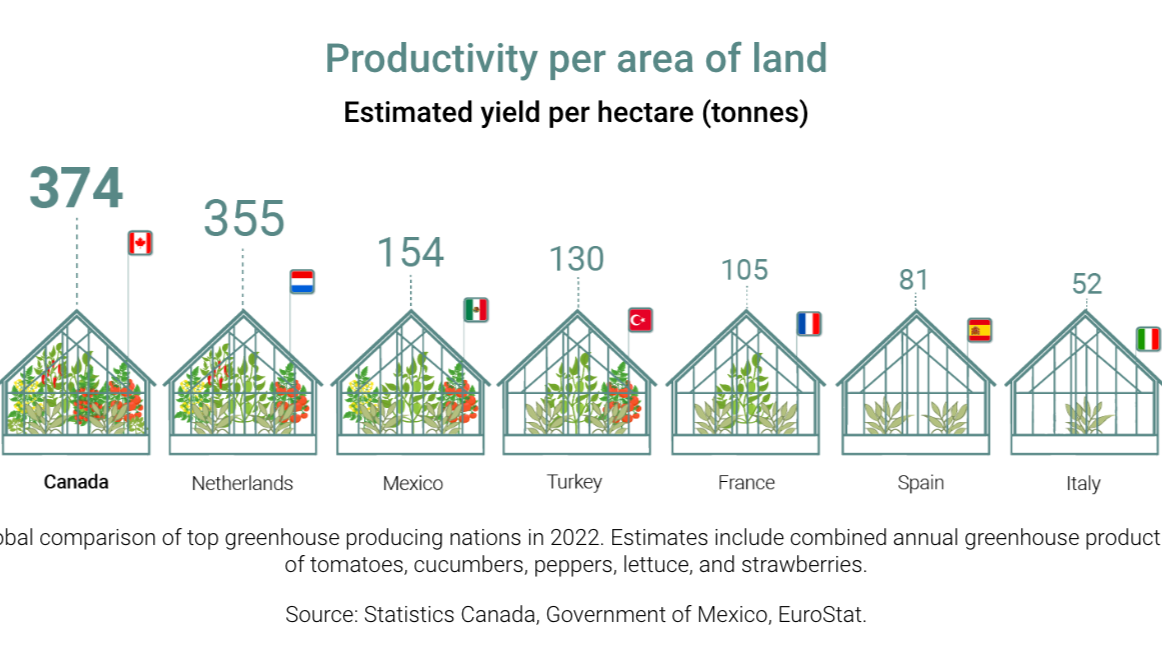 Productivity per area of land
Estimated yield per hectare (tonnes)
374
355
154
130
105
81
52
Canada
Netherlands
Mexico
Turkey
France
Spain
Italy
comparison of top greenhouse producing nations in 2022. Estimates include combined annual greenhouse
of tomatoes, cucumbers, peppers, lettuce, and strawberries.
Source: Statistics Canada, Government of Mexico, EuroStat.